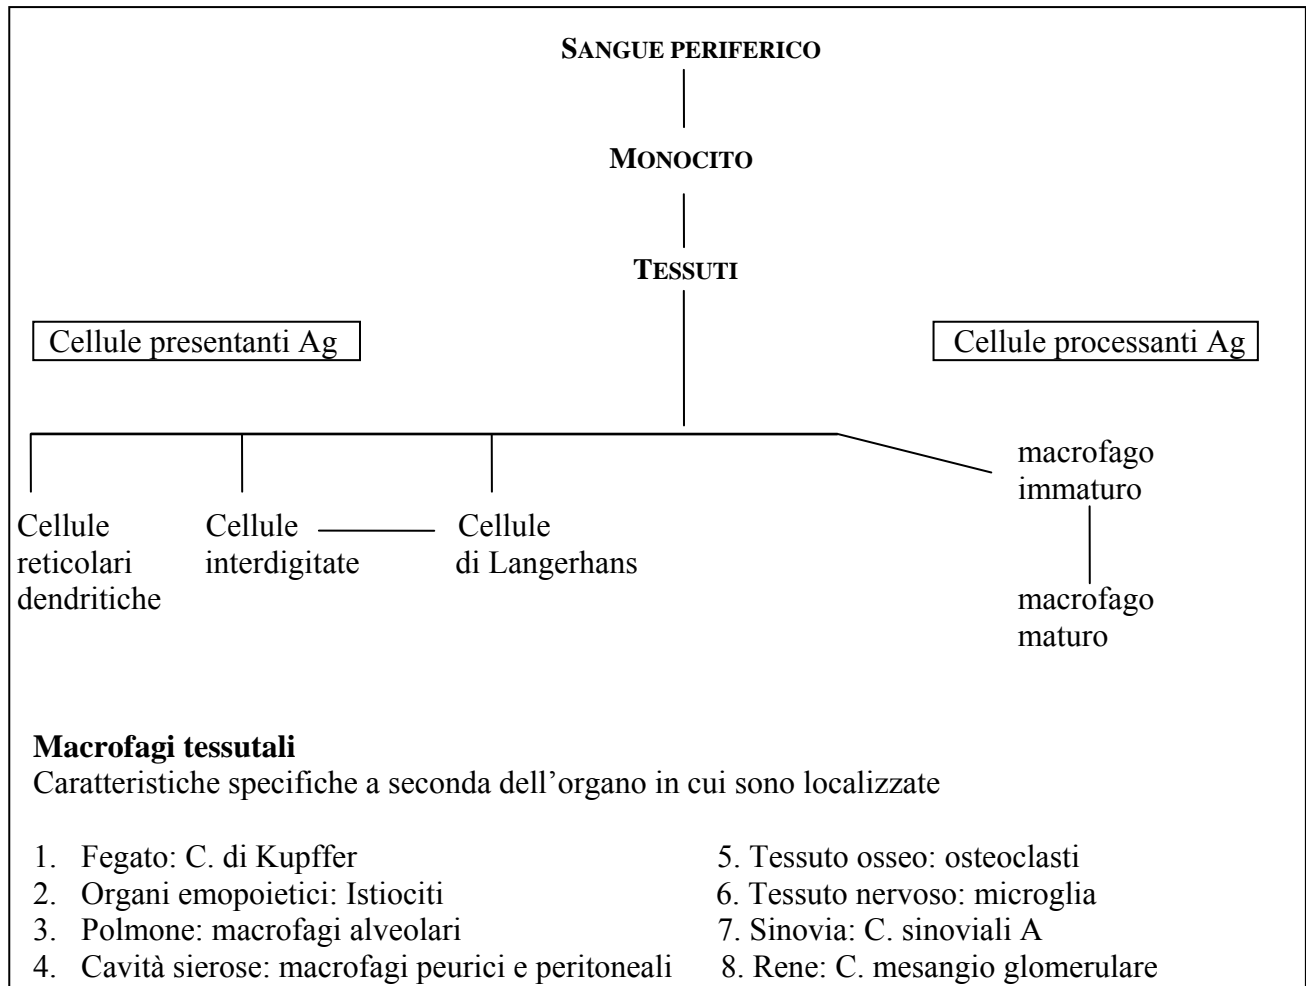 SANGUE PERIFERICO
MONOCITO
TESSUTI
Cellule presentanti Ag
Cellule processanti Ag
macrofago
immaturo
Cellule
reticolari
dendritiche
Cellule
interdigitate
Cellule
di Langerhans
macrofago
maturo
Macrofagi tessutali
Caratteristiche specifiche a seconda dell’organo in cui sono localizzate
1. Fegato: C. di Kupffer
2. Organi emopoietici: Istiociti
3. Polmone: macrofagi alveolari
4. Cavità sierose: macrofagi peurici e peritoneali
5. Tessuto osseo: osteoclasti
6. Tessuto nervoso: microglia
7. Sinovia: C. sinoviali A
8. Rene: C. mesangio glomerulare